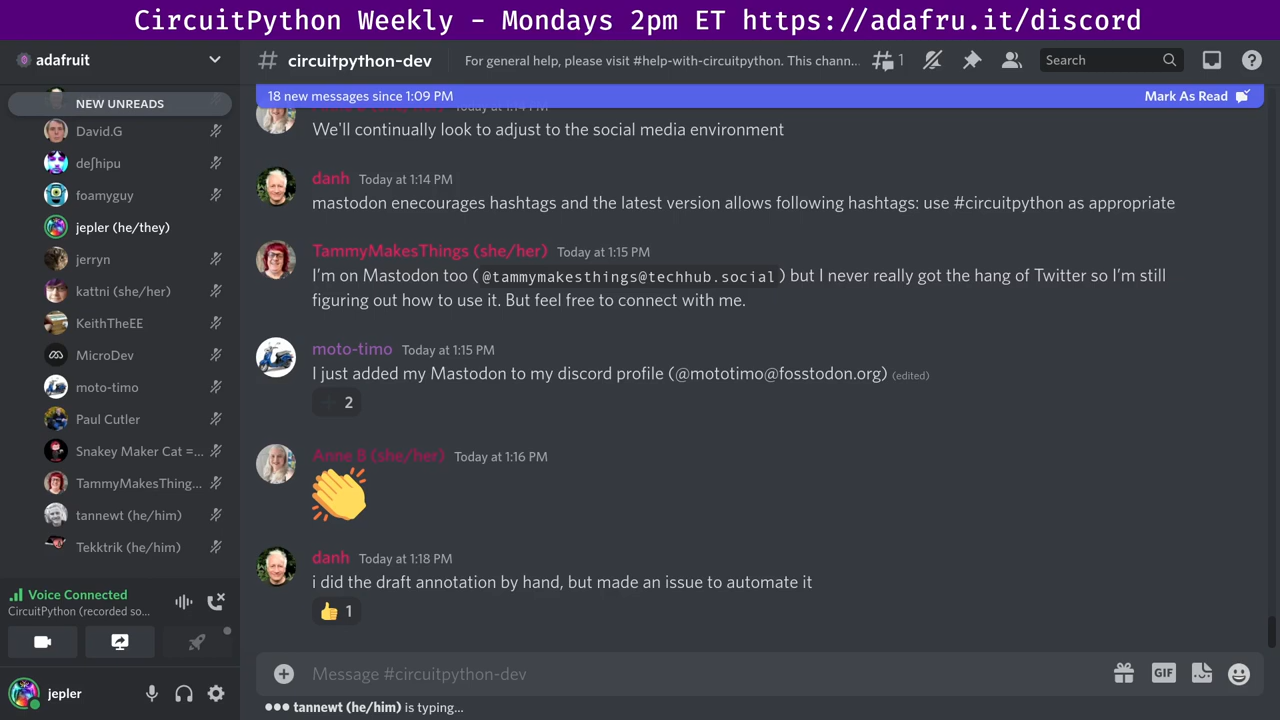 CircuitPython Weekly - Mondays 2pm ET https://adafru.it/discord
adafruit
# circuitpython-dev
For general help, please visit #help-with-circuitpython. This chann...
1
Search
NEW UNREADS
18 new messages since 1:09 PM
Mark As Read
David.G
deʃhipu
foamyguy
jepler (he/they)
jerryn
kattni (she/her)
KeithTheEE
MicroDev
moto-timo
Paul Cutler
Snakey Maker Cat =...
TammyMakesThing...
tannewt (he/him)
Tekktrik (he/him)
Voice Connected
CircuitPython (recorded so...
jepler
Today at 1:14 PM
We'll continually look to adjust to the social media environment
danh Today at 1:14 PM
mastodon enecourages hashtags and the latest version allows following hashtags: use #circuitpython as appropriate
TammyMakesThings (she/her) Today at 1:15 PM
I'm on Mastodon too (@tammymakesthings@techhub.social) but I never really got the hang of Twitter so I'm still
figuring out how to use it. But feel free to connect with me.
moto-timo Today at 1:15 PM
I just added my Mastodon to my discord profile (@mototimo@fosstodon.org) (edited)
2
Anne B (she/her) Today at 1:16 PM
danh Today at 1:18 PM
i did the draft annotation by hand, but made an issue to automate it
1
Message #circuitpython-dev
GIF
tannewt (he/him) is typing...